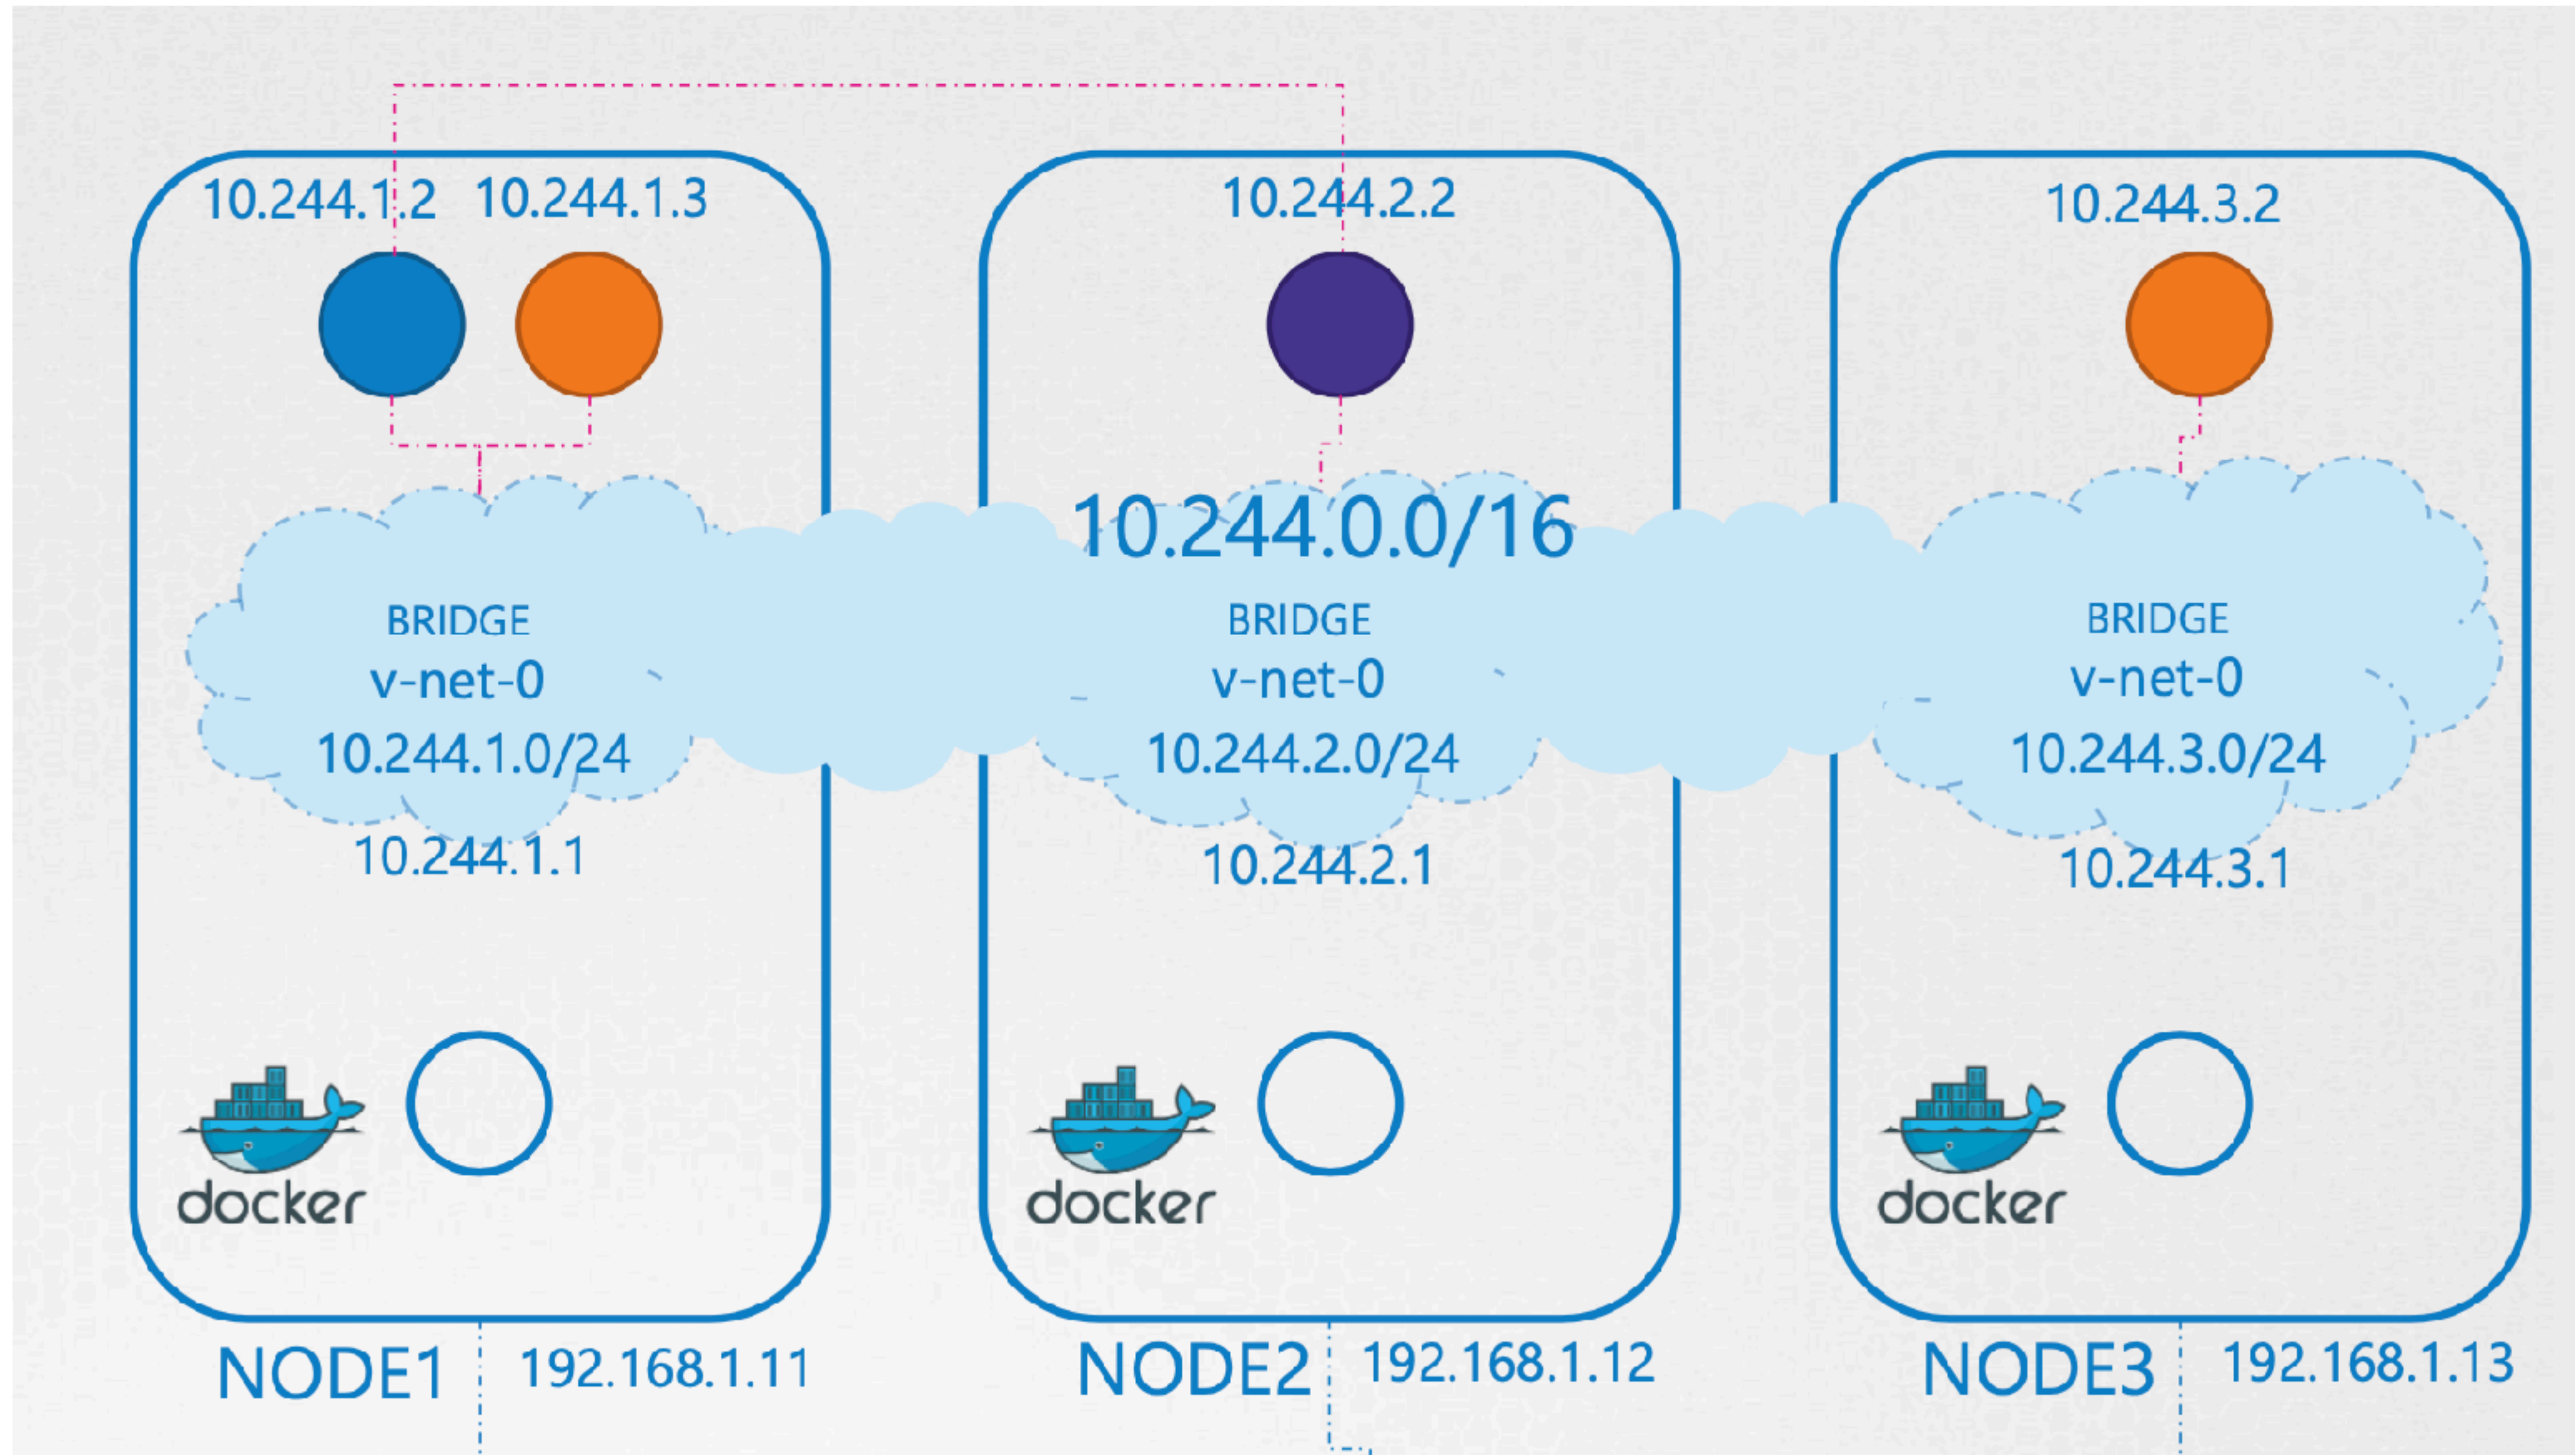 10.244.1.2 10.244.1.3 10.244.2.2 10.244.3.2
10.244.0.0/16
BRIDGE BRIDGE BRIDGE
v-net-0 v-net-0 v-net-0
10.244.1.0/24 10.244.2.0/24 10.244.3.0/24
10.244.1.1 10.244.2.1 10.244.3.1
docker docker docker
NODE1 192.168.1.11 NODE2 192.168.1.12 NODE3 192.168.1.13